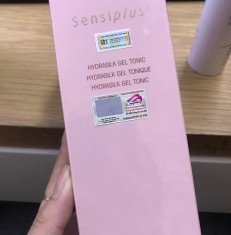 Sensiplus
HYDRASILK GEL TONIC
HYDRASILK GEL TONIQUE
HYDRASILK GEL TONIC